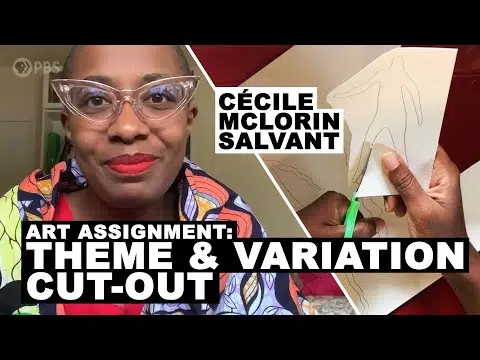 PBS
CÉCILE
MCLORIN
SALVANT
ART ASSIGNMENT:
THEME & VARIATION
CUT-OUT